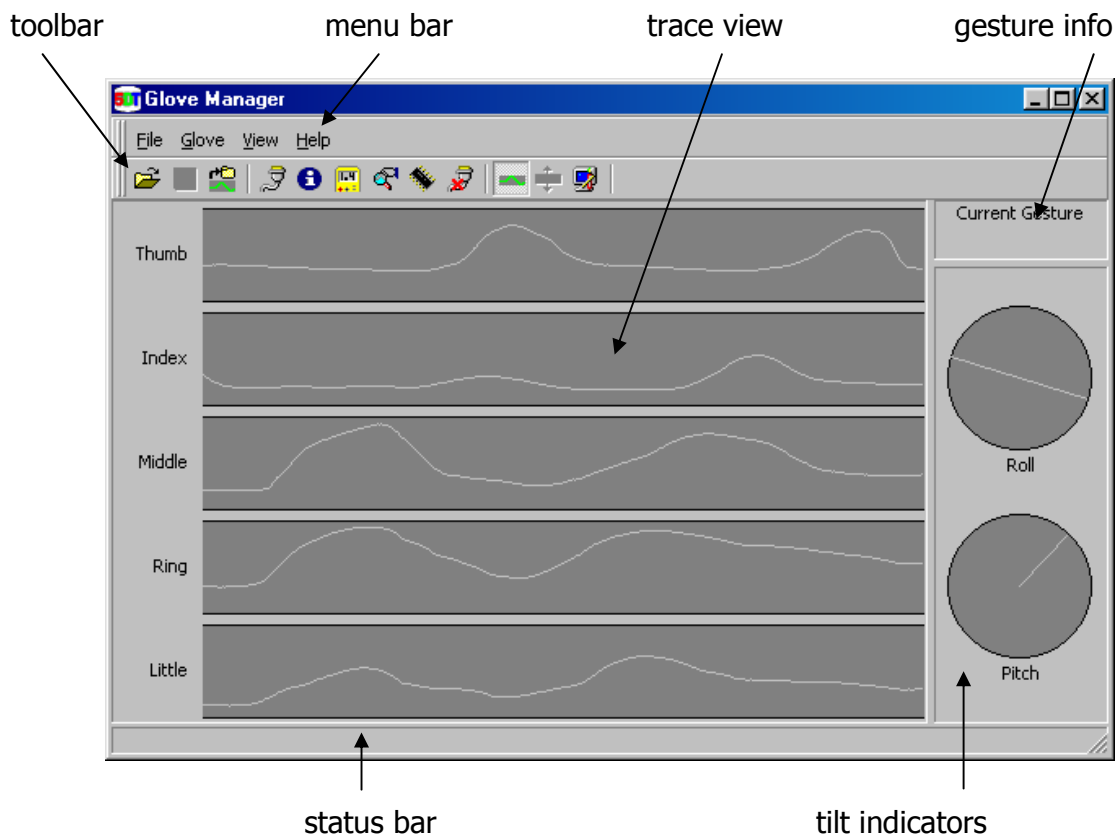 toolbar
menu bar
trace view
gesture info
5DT Glove Manager
File Glove View Help
Current Gesture
Thumb
Index
Middle
Ring
Little
Roll
Pitch
status bar
tilt indicators